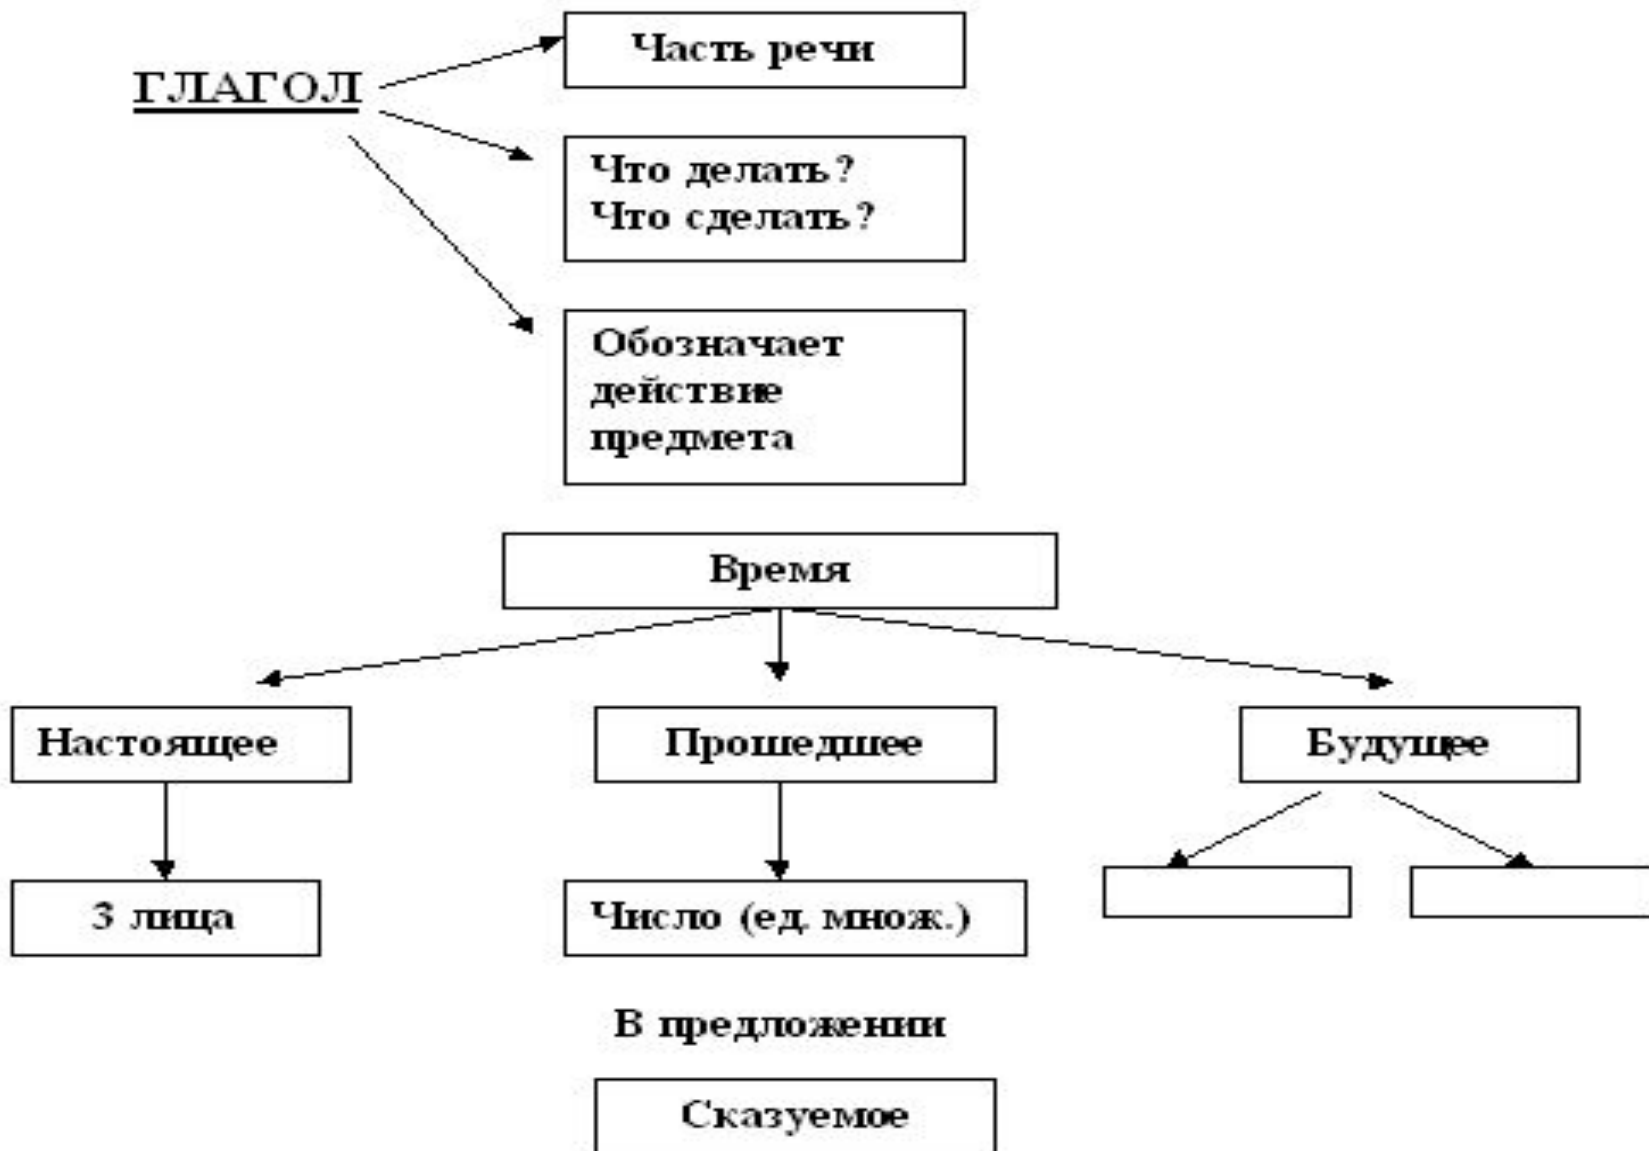 Часть речи
ГЛАГОЛ
Что делать?
Что сделать?
Обозначает
действие
предмета
Время
Настоящее
Прошедшее
Будущее
3 лица
Число (ед. множ.)
В предложении
Сказуемое